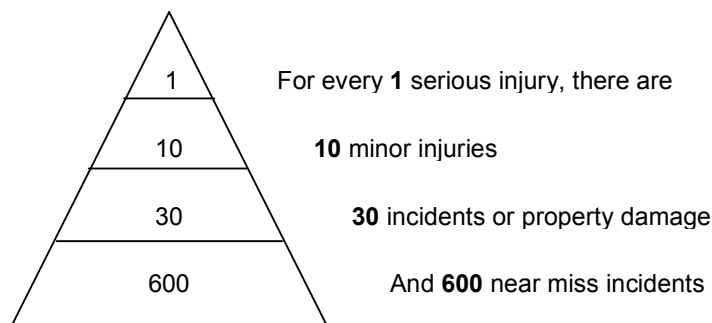 1 For every 1 serious injury, there are
10 10 minor injuries
30 30 incidents or property damage
600 And 600 near miss incidents